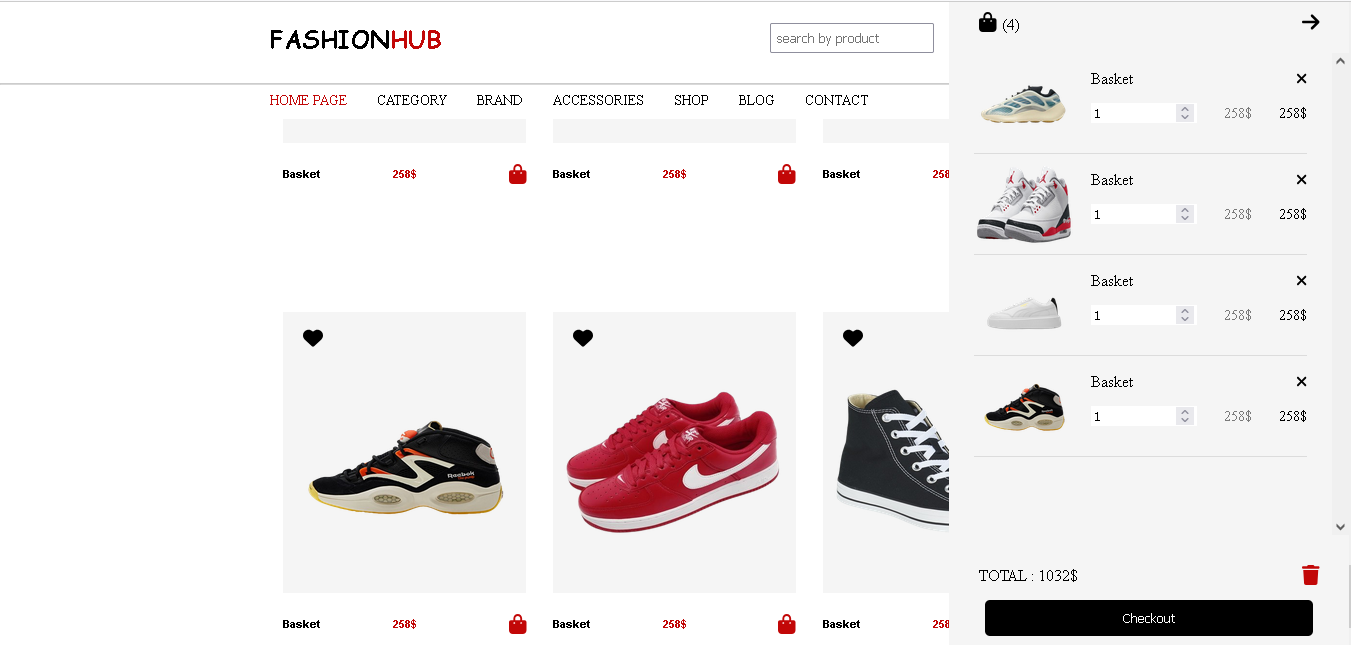 FASHIONHUB
search by product
HOME PAGE CATEGORY BRAND ACCESSORIES SHOP BLOG CONTACT
Basket 258$
Basket 258$
Basket 258
Reebok
Basket 258$
Basket 258$
Basket 258
(4)
Basket
1 258$ 258$
Basket
1 258$ 258$
Basket
1 258$ 258$
Basket
1 258$ 258$
TOTAL : 1032$
Checkout